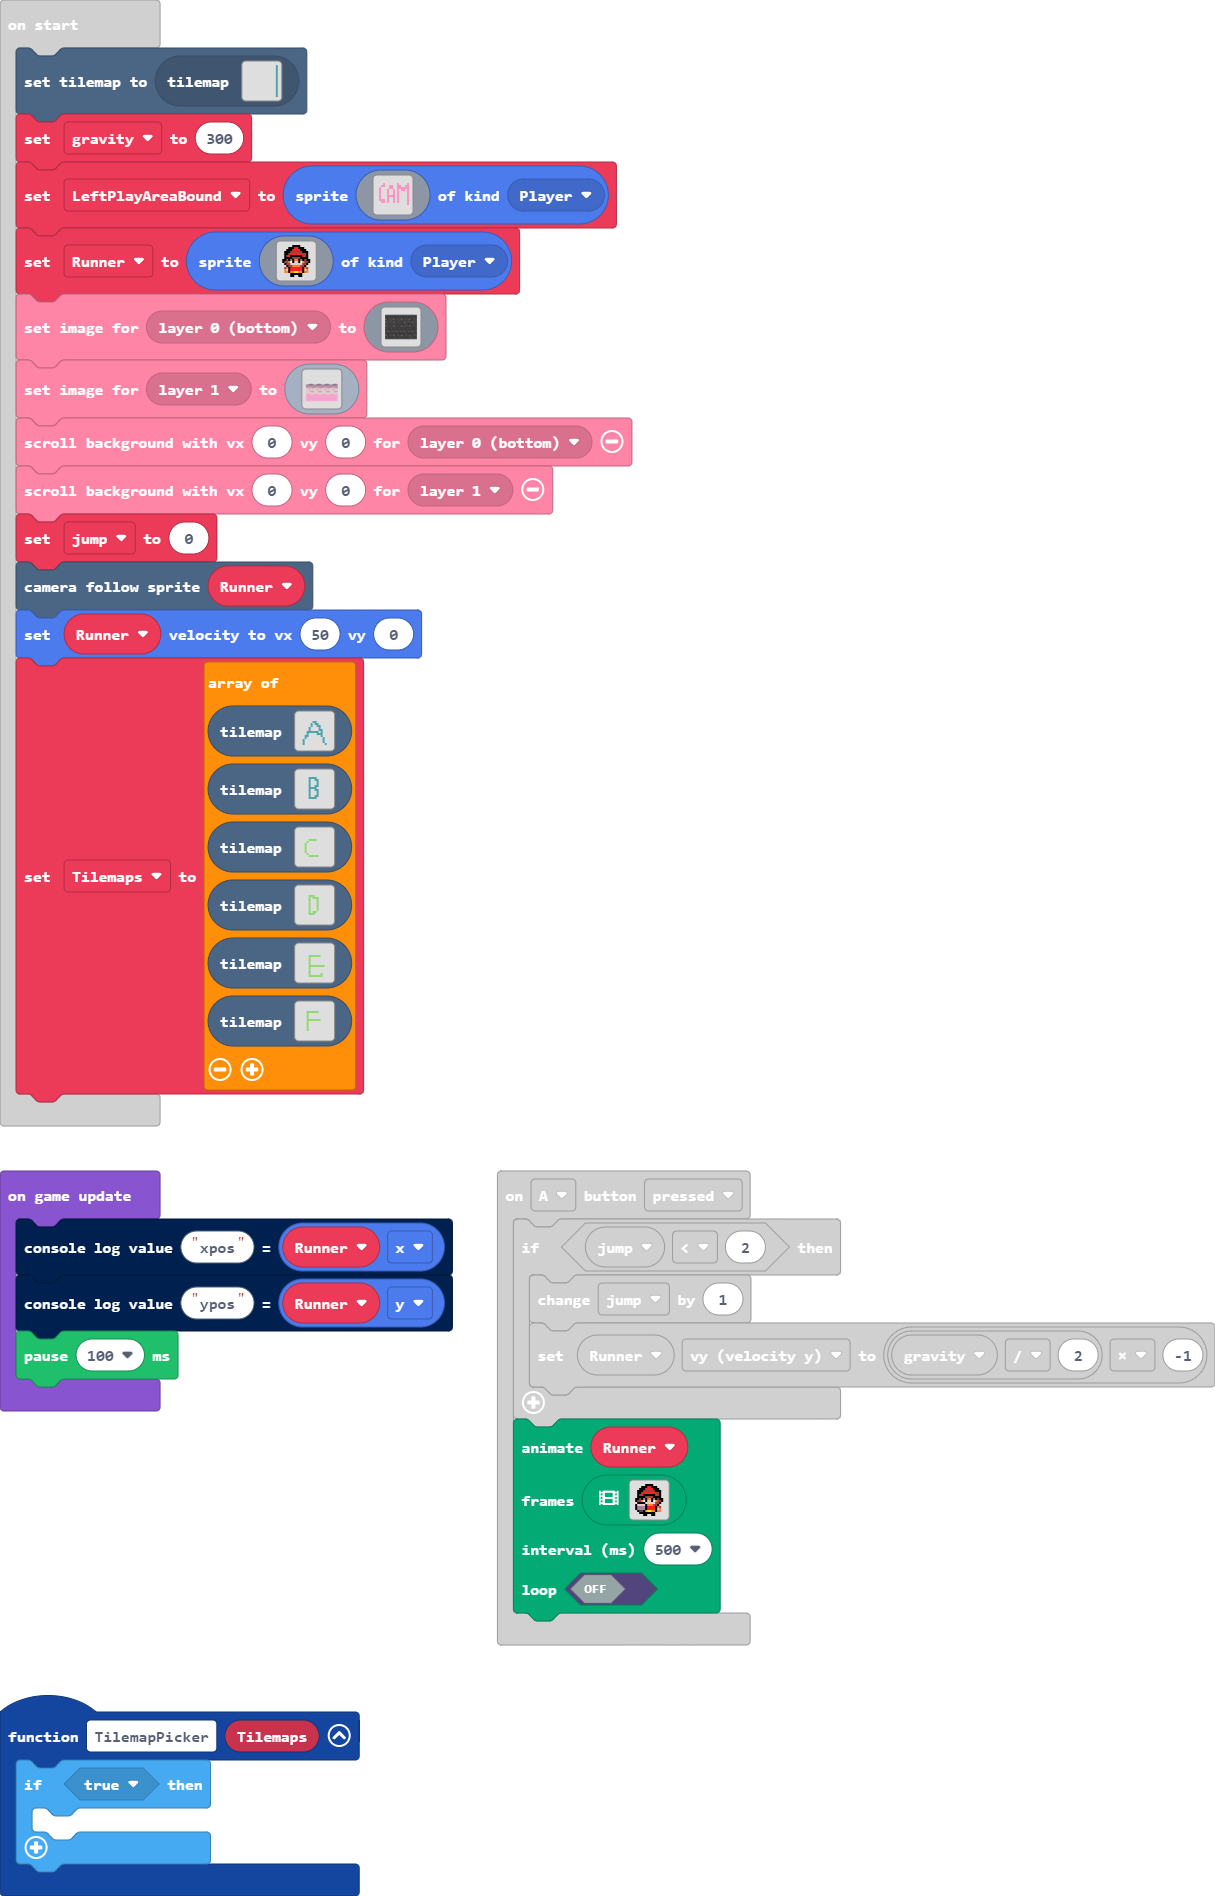 on start
set tilemap to tilemap
set gravity to 300
set LeftPlayAreaBound to sprite CAM of kind Player
set Runner to sprite of kind Player
set image for layer 0 (bottom) to
set image for layer 1 to
scroll background with vx 0 vy 0 for layer 0 (bottom)
scroll background with vx 0 vy 0 for layer 1
set jump to 0
camera follow sprite Runner
set Runner velocity to vx 50 vy 0
array of
tilemap A
tilemap B
tilemap C
set Tilemaps to
tilemap D
tilemap E
tilemap F
on game update
console log value "xpos" = Runner x
console log value "ypos" = Runner y
pause 100 ms
on A button pressed
if jump < 2 then
change jump by 1
set Runner vy (velocity y) to gravity / 2 × -1
animate Runner
frames
interval (ms) 500
loop OFF
function TilemapPicker Tilemaps
if true then